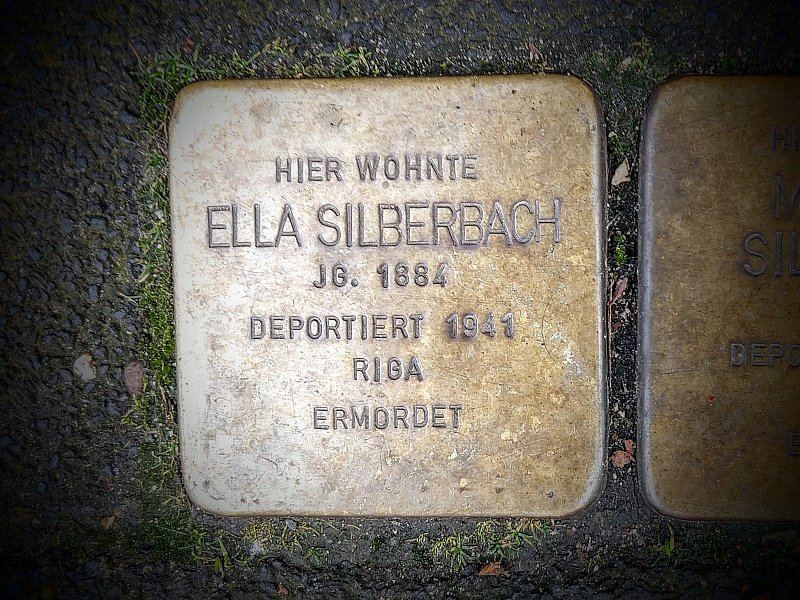 HIER WOHNTE
ELLA SILBERBACH
JG. 1884
DEPORTIERT 1941
RIGA
ERMORDET